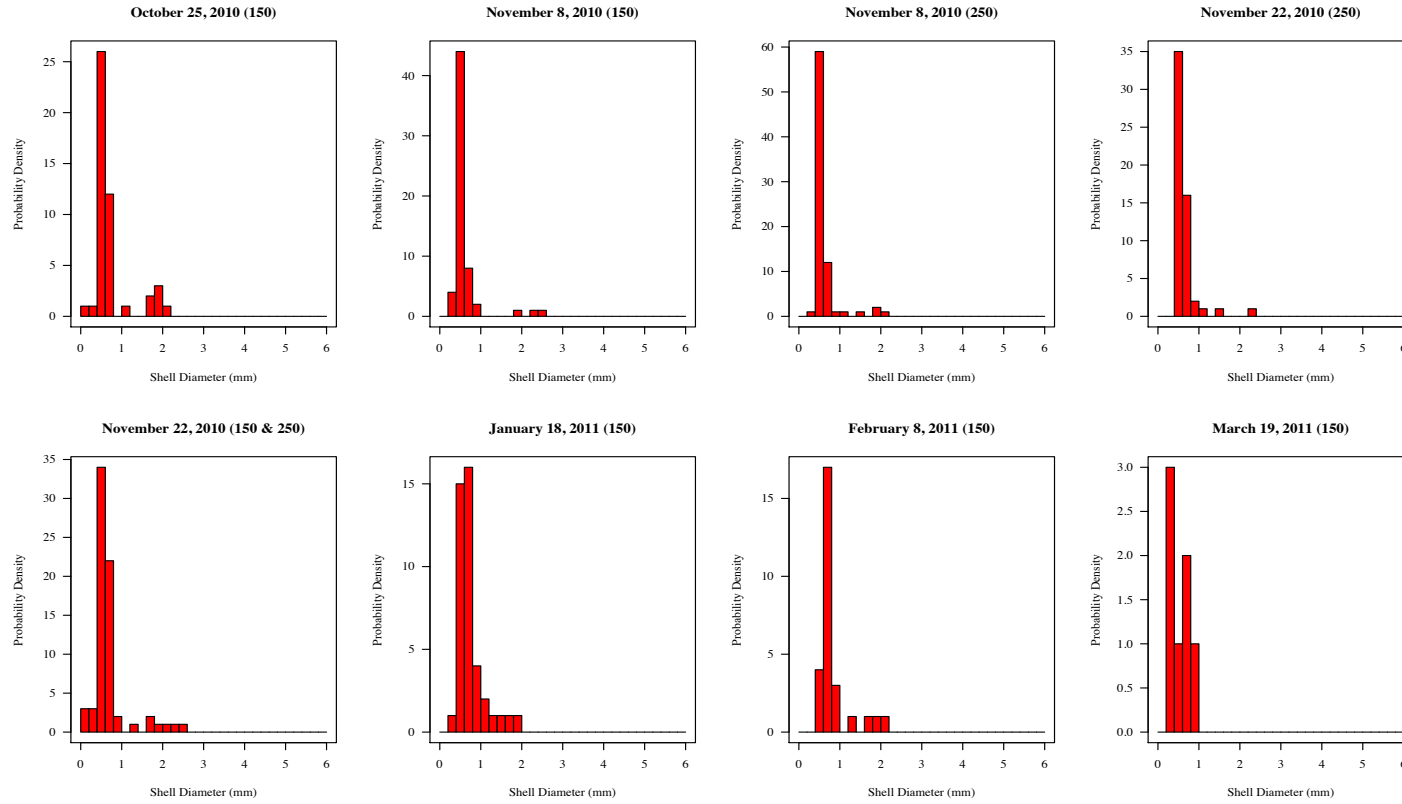 October 25, 2010 (150)
November 8, 2010 (150)
November 8, 2010 (250)
November 22, 2010 (250)
Probability Density
0
5
10
15
20
25
0 1 2 3 4 5 6
Shell Diameter (mm)
Probability Density
0
10
20
30
40
0 1 2 3 4 5 6
Shell Diameter (mm)
Probability Density
0
10
20
30
40
50
60
0 1 2 3 4 5 6
Shell Diameter (mm)
Probability Density
0
5
10
15
20
25
30
35
0 1 2 3 4 5 6
Shell Diameter (mm)
November 22, 2010 (150 & 250)
January 18, 2011 (150)
February 8, 2011 (150)
March 19, 2011 (150)
Probability Density
0
5
10
15
20
25
30
35
0 1 2 3 4 5 6
Shell Diameter (mm)
Probability Density
0
5
10
15
0 1 2 3 4 5 6
Shell Diameter (mm)
Probability Density
0
5
10
15
0 1 2 3 4 5 6
Shell Diameter (mm)
Probability Density
0.0
0.5
1.0
1.5
2.0
2.5
3.0
0 1 2 3 4 5 6
Shell Diameter (mm)